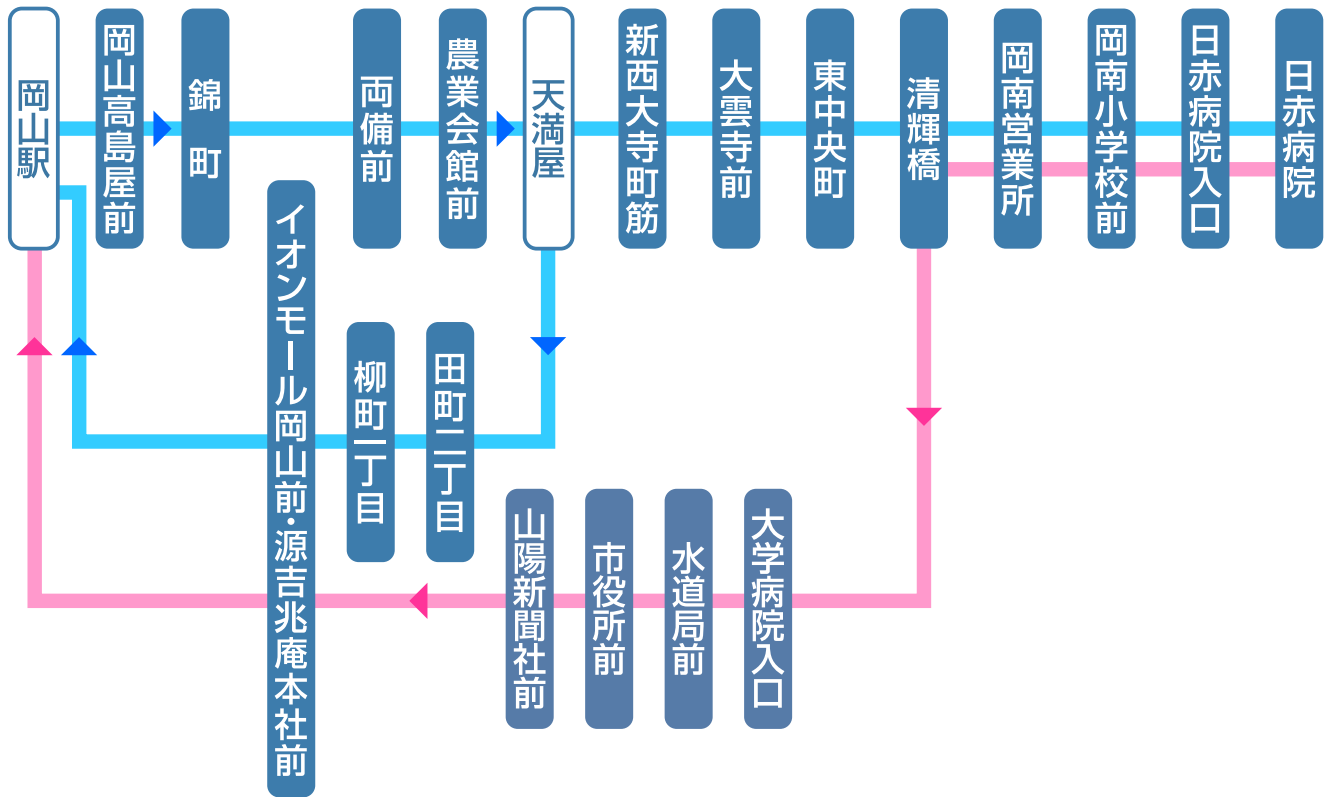 岡山駅
岡山高島屋前
錦町
両備前
農業会館前
天満屋
新西大寺町筋
大雲寺前
東中央町
清輝橋
岡南営業所
岡南小学校前
日赤病院入口
日赤病院
イオンモール岡山前・源吉兆庵本社前
柳町一丁目
田町二丁目
山陽新聞社前
市役所前
水道局前
大学病院入口